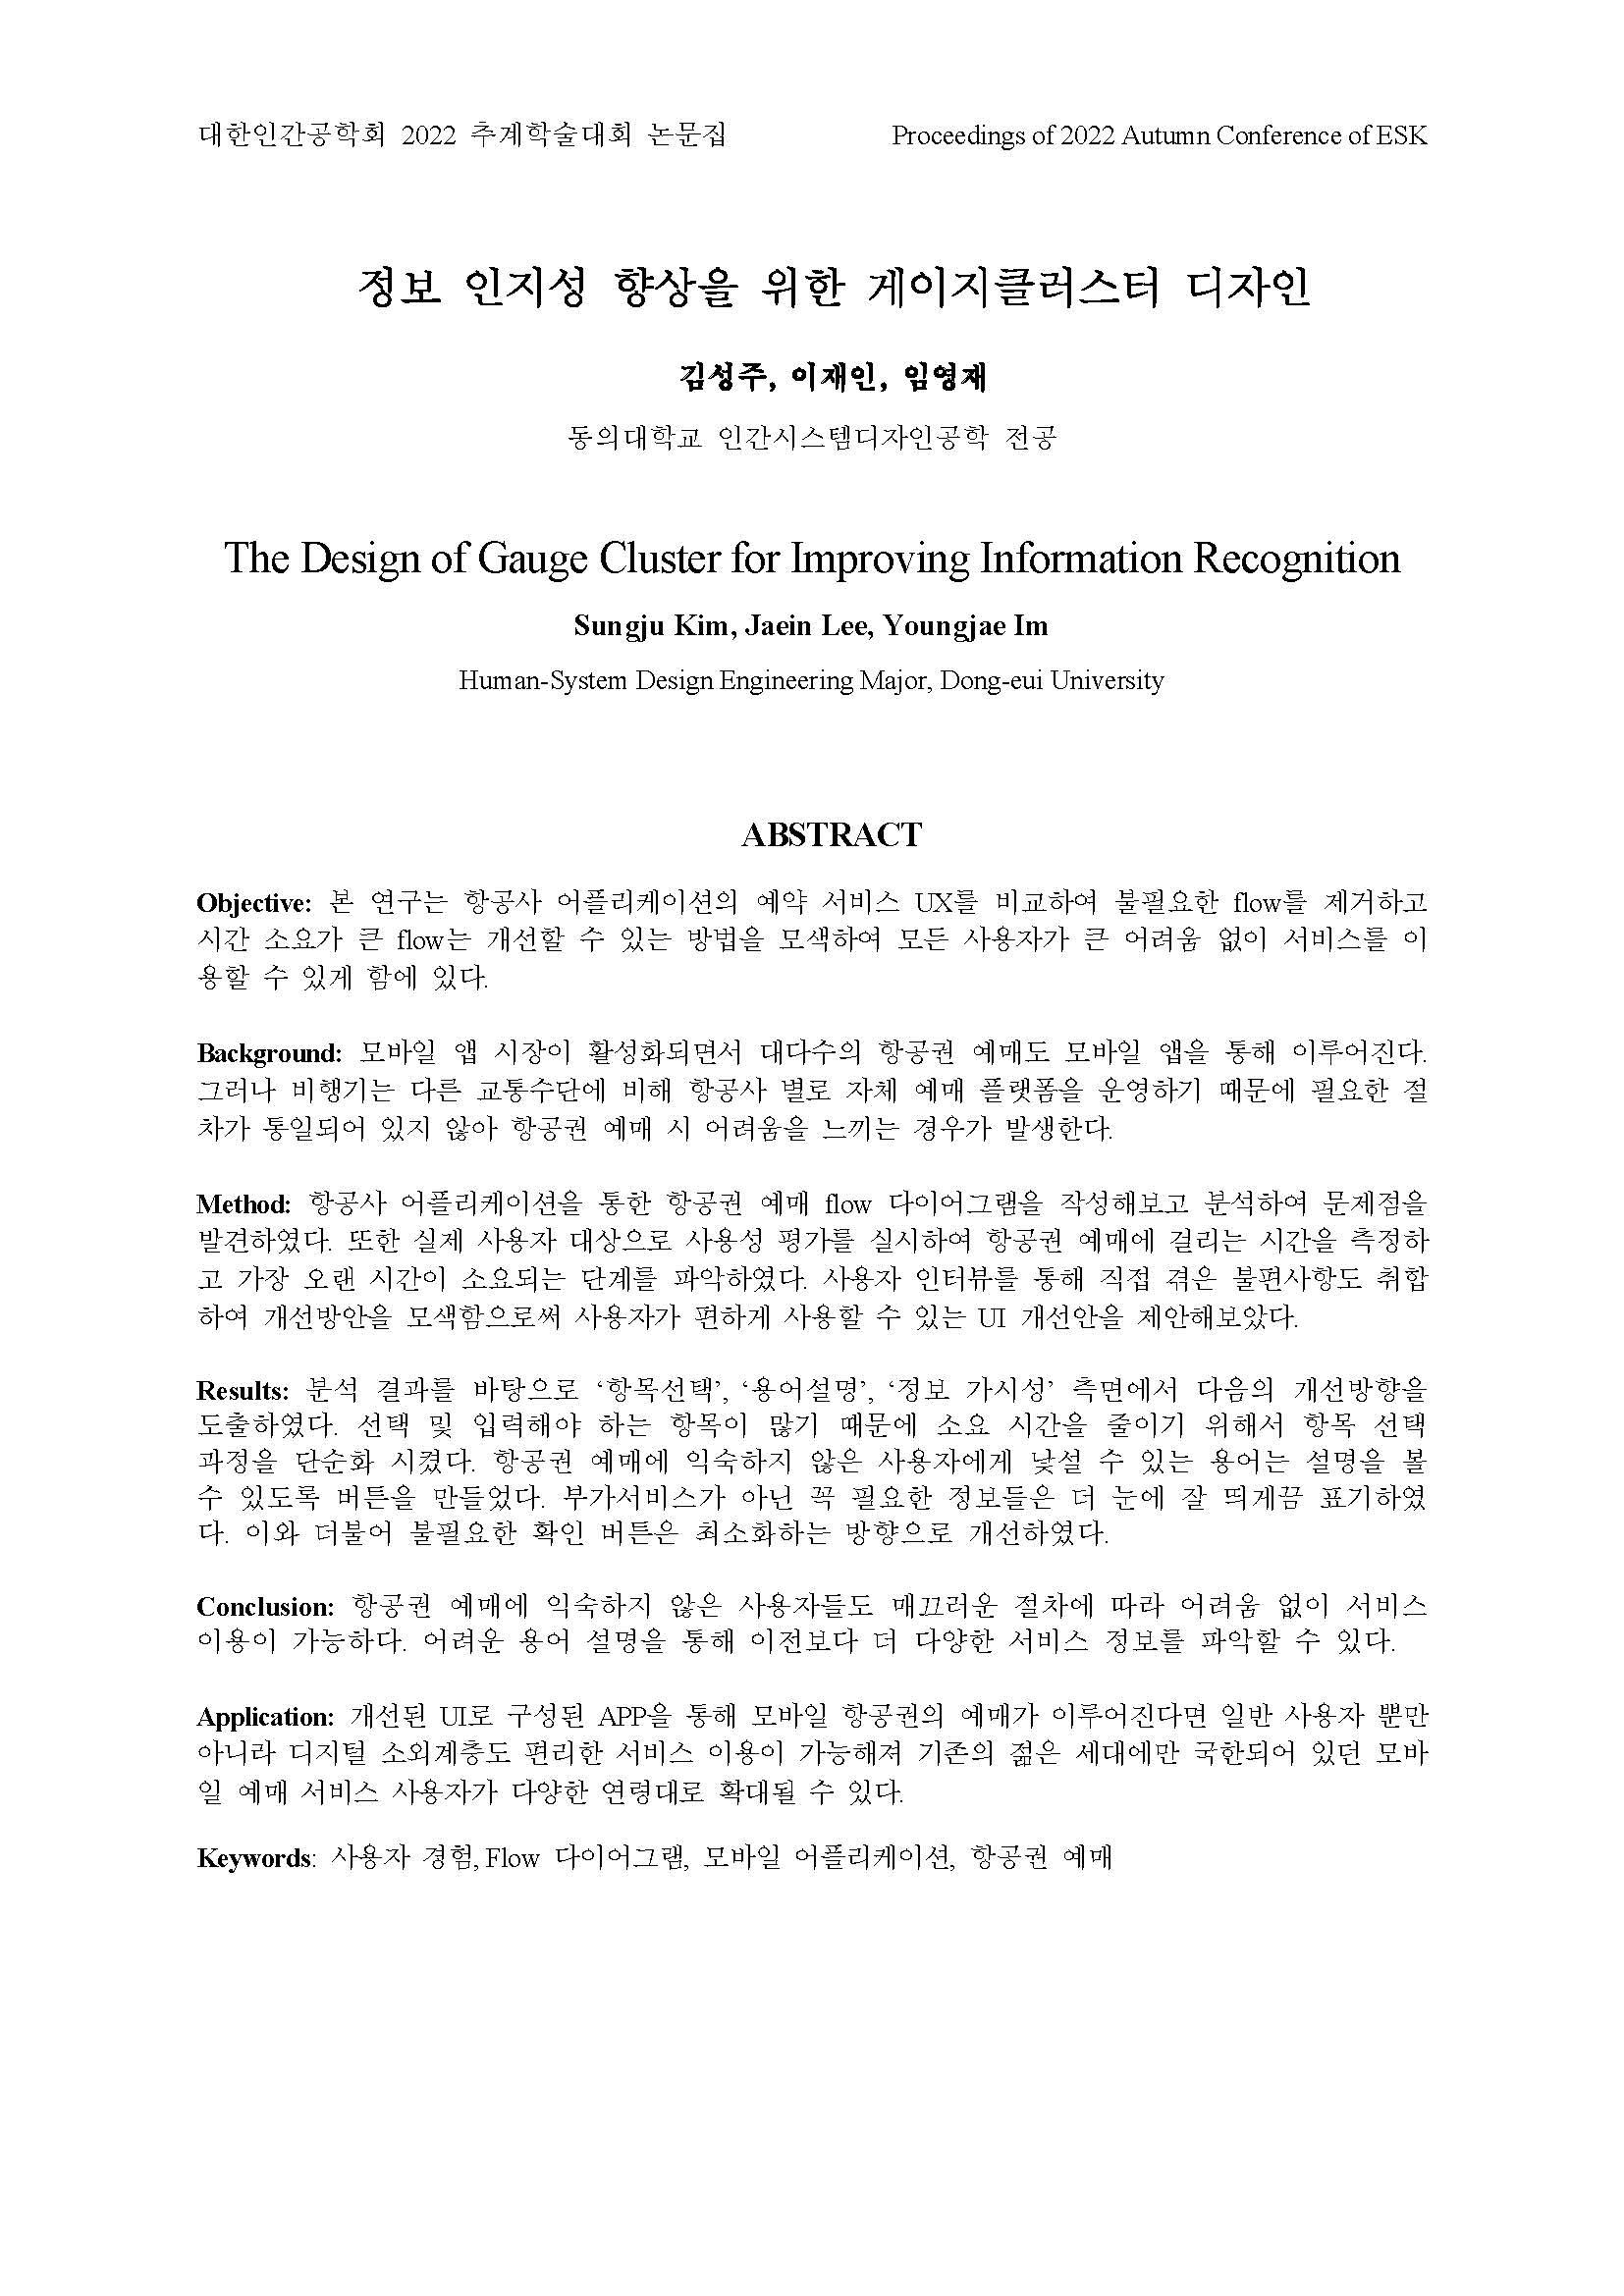 대한인간공학회 2022 추계학술대회 논문집
Proceedings of 2022 Autumn Conference of ESK
정보 인지성 향상을 위한 게이지클러스터 디자인
김성주, 이재인, 임영재
동의대학교 인간시스템디자인공학 전공
The Design of Gauge Cluster for Improving Information Recognition
Sungju Kim, Jaein Lee, Youngjae Im
Human-System Design Engineering Major, Dong-eui University
ABSTRACT
Objective: 본 연구는 항공사 어플리케이션의 예약 서비스 UX를 비교하여 불필요한 flow를 제거하고
시간 소요가 큰 flow는 개선할 수 있는 방법을 모색하여 모든 사용자가 큰 어려움 없이 서비스를 이
용할 수 있게 함에 있다.
Background: 모바일 앱 시장이 활성화되면서 대다수의 항공권 예매도 모바일 앱을 통해 이루어진다.
그러나 비행기는 다른 교통수단에 비해 항공사 별로 자체 예매 플랫폼을 운영하기 때문에 필요한 절
차가 통일되어 있지 않아 항공권 예매 시 어려움을 느끼는 경우가 발생한다.
Method: 항공사 어플리케이션을 통한 항공권 예매 flow 다이어그램을 작성해보고 분석하여 문제점을
발견하였다. 또한 실제 사용자 대상으로 사용성 평가를 실시하여 항공권 예매에 걸리는 시간을 측정하
고 가장 오랜 시간이 소요되는 단계를 파악하였다. 사용자 인터뷰를 통해 직접 겪은 불편사항도 취합
하여 개선방안을 모색함으로써 사용자가 편하게 사용할 수 있는 UI 개선안을 제안해보았다.
Results: 분석 결과를 바탕으로 ‘항목선택’, ‘용어설명’, ‘정보 가시성’ 측면에서 다음의 개선방향을
도출하였다. 선택 및 입력해야 하는 항목이 많기 때문에 소요 시간을 줄이기 위해서 항목 선택
과정을 단순화 시켰다. 항공권 예매에 익숙하지 않은 사용자에게 낯설 수 있는 용어는 설명을 볼
수 있도록 버튼을 만들었다. 부가서비스가 아닌 꼭 필요한 정보들은 더 눈에 잘 띄게끔 표기하였
다. 이와 더불어 불필요한 확인 버튼은 최소화하는 방향으로 개선하였다.
Conclusion: 항공권 예매에 익숙하지 않은 사용자들도 매끄러운 절차에 따라 어려움 없이 서비스
이용이 가능하다. 어려운 용어 설명을 통해 이전보다 더 다양한 서비스 정보를 파악할 수 있다.
Application: 개선된 UI로 구성된 APP을 통해 모바일 항공권의 예매가 이루어진다면 일반 사용자 뿐만
아니라 디지털 소외계층도 편리한 서비스 이용이 가능해져 기존의 젊은 세대에만 국한되어 있던 모바
일 예매 서비스 사용자가 다양한 연령대로 확대될 수 있다.
Keywords: 사용자 경험, Flow 다이어그램, 모바일 어플리케이션, 항공권 예매